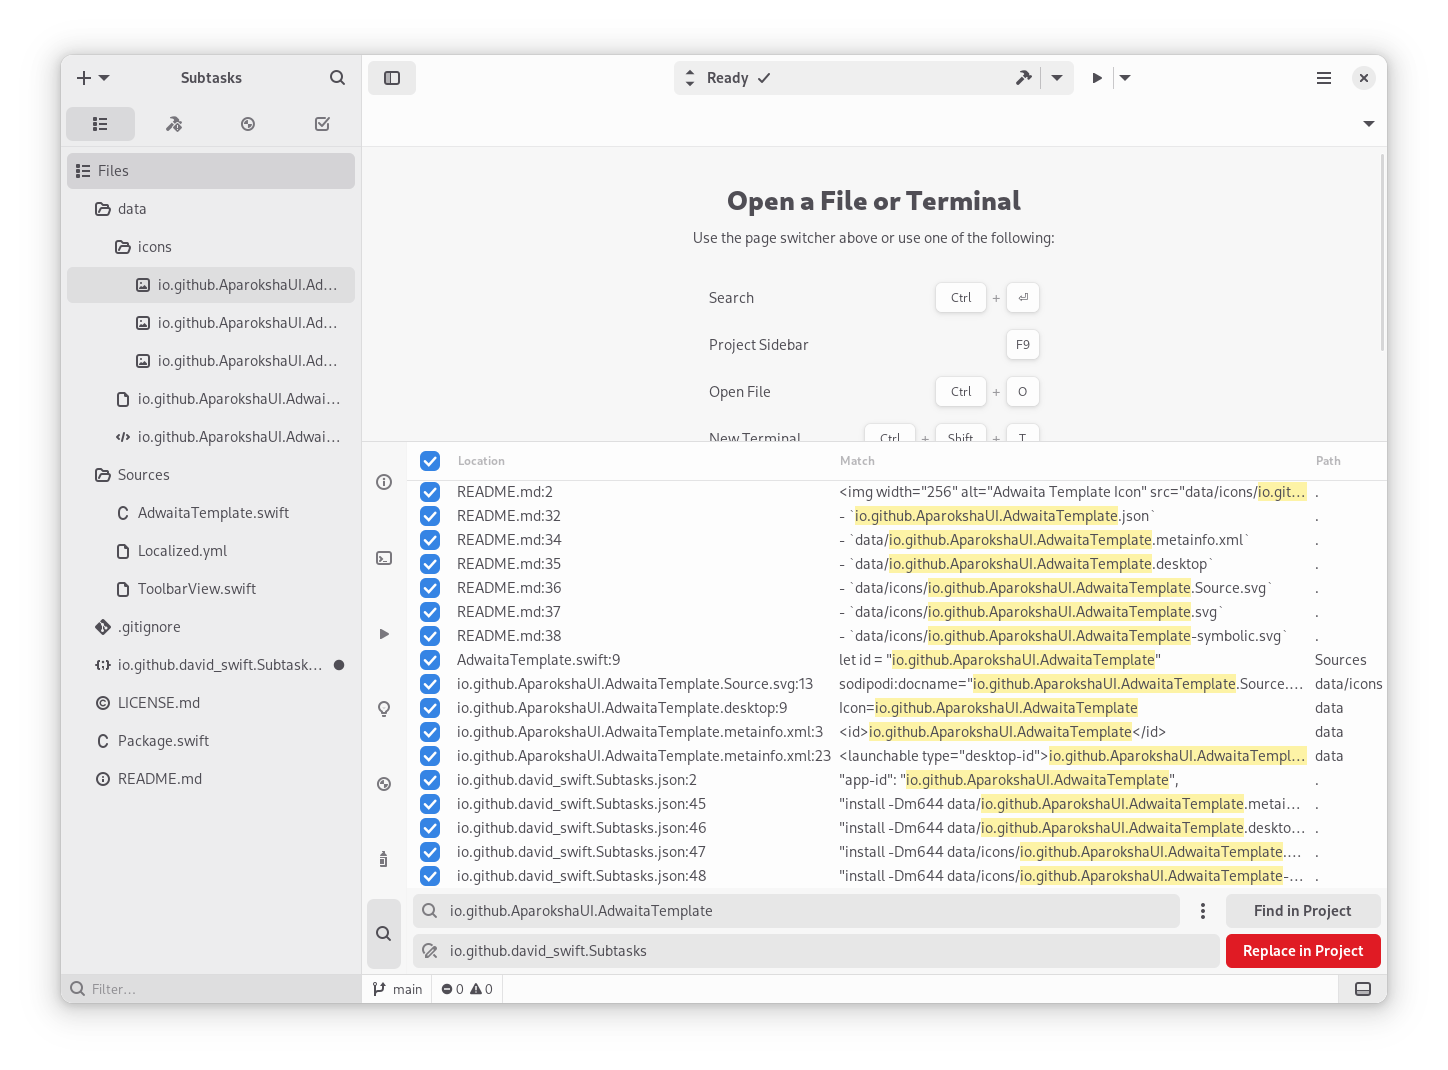 Subtasks
Ready
Files
data
icons
io.github.AparokshaUI.Ad…
io.github.AparokshaUI.Ad…
io.github.AparokshaUI.Ad…
io.github.AparokshaUI.Adwai…
io.github.AparokshaUI.Adwai…
Sources
AdwaitaTemplate.swift
Localized.yml
ToolbarView.swift
.gitignore
io.github.david_swift.Subtask…
LICENSE.md
Package.swift
README.md
Filter…
Open a File or Terminal
Use the page switcher above or use one of the following:
Search Ctrl + ⏎
Project Sidebar F9
Open File Ctrl + O
New Terminal Ctrl + Shift + T
Location Match Path
README.md:2 <img width="256" alt="Adwaita Template Icon" src="data/icons/io.git… .
README.md:32 - `io.github.AparokshaUI.AdwaitaTemplate.json` .
README.md:34 - `data/io.github.AparokshaUI.AdwaitaTemplate.metainfo.xml` .
README.md:35 - `data/io.github.AparokshaUI.AdwaitaTemplate.desktop` .
README.md:36 - `data/icons/io.github.AparokshaUI.AdwaitaTemplate.Source.svg` .
README.md:37 - `data/icons/io.github.AparokshaUI.AdwaitaTemplate.svg` .
README.md:38 - `data/icons/io.github.AparokshaUI.AdwaitaTemplate-symbolic.svg` .
AdwaitaTemplate.swift:9 let id = "io.github.AparokshaUI.AdwaitaTemplate" Sources
io.github.AparokshaUI.AdwaitaTemplate.Source.svg:13 sodipodi:docname="io.github.AparokshaUI.AdwaitaTemplate.Source.… data/icons
io.github.AparokshaUI.AdwaitaTemplate.desktop:9 Icon=io.github.AparokshaUI.AdwaitaTemplate data
io.github.AparokshaUI.AdwaitaTemplate.metainfo.xml:3 <id>io.github.AparokshaUI.AdwaitaTemplate</id> data
io.github.AparokshaUI.AdwaitaTemplate.metainfo.xml:23 <launchable type="desktop-id">io.github.AparokshaUI.AdwaitaTempl… data
io.github.david_swift.Subtasks.json:2 "app-id": "io.github.AparokshaUI.AdwaitaTemplate", .
io.github.david_swift.Subtasks.json:45 "install -Dm644 data/io.github.AparokshaUI.AdwaitaTemplate.metai… .
io.github.david_swift.Subtasks.json:46 "install -Dm644 data/io.github.AparokshaUI.AdwaitaTemplate.deskto… .
io.github.david_swift.Subtasks.json:47 "install -Dm644 data/icons/io.github.AparokshaUI.AdwaitaTemplate.… .
io.github.david_swift.Subtasks.json:48 "install -Dm644 data/icons/io.github.AparokshaUI.AdwaitaTemplate-… .
io.github.AparokshaUI.AdwaitaTemplate Find in Project
io.github.david_swift.Subtasks Replace in Project
main 0 0